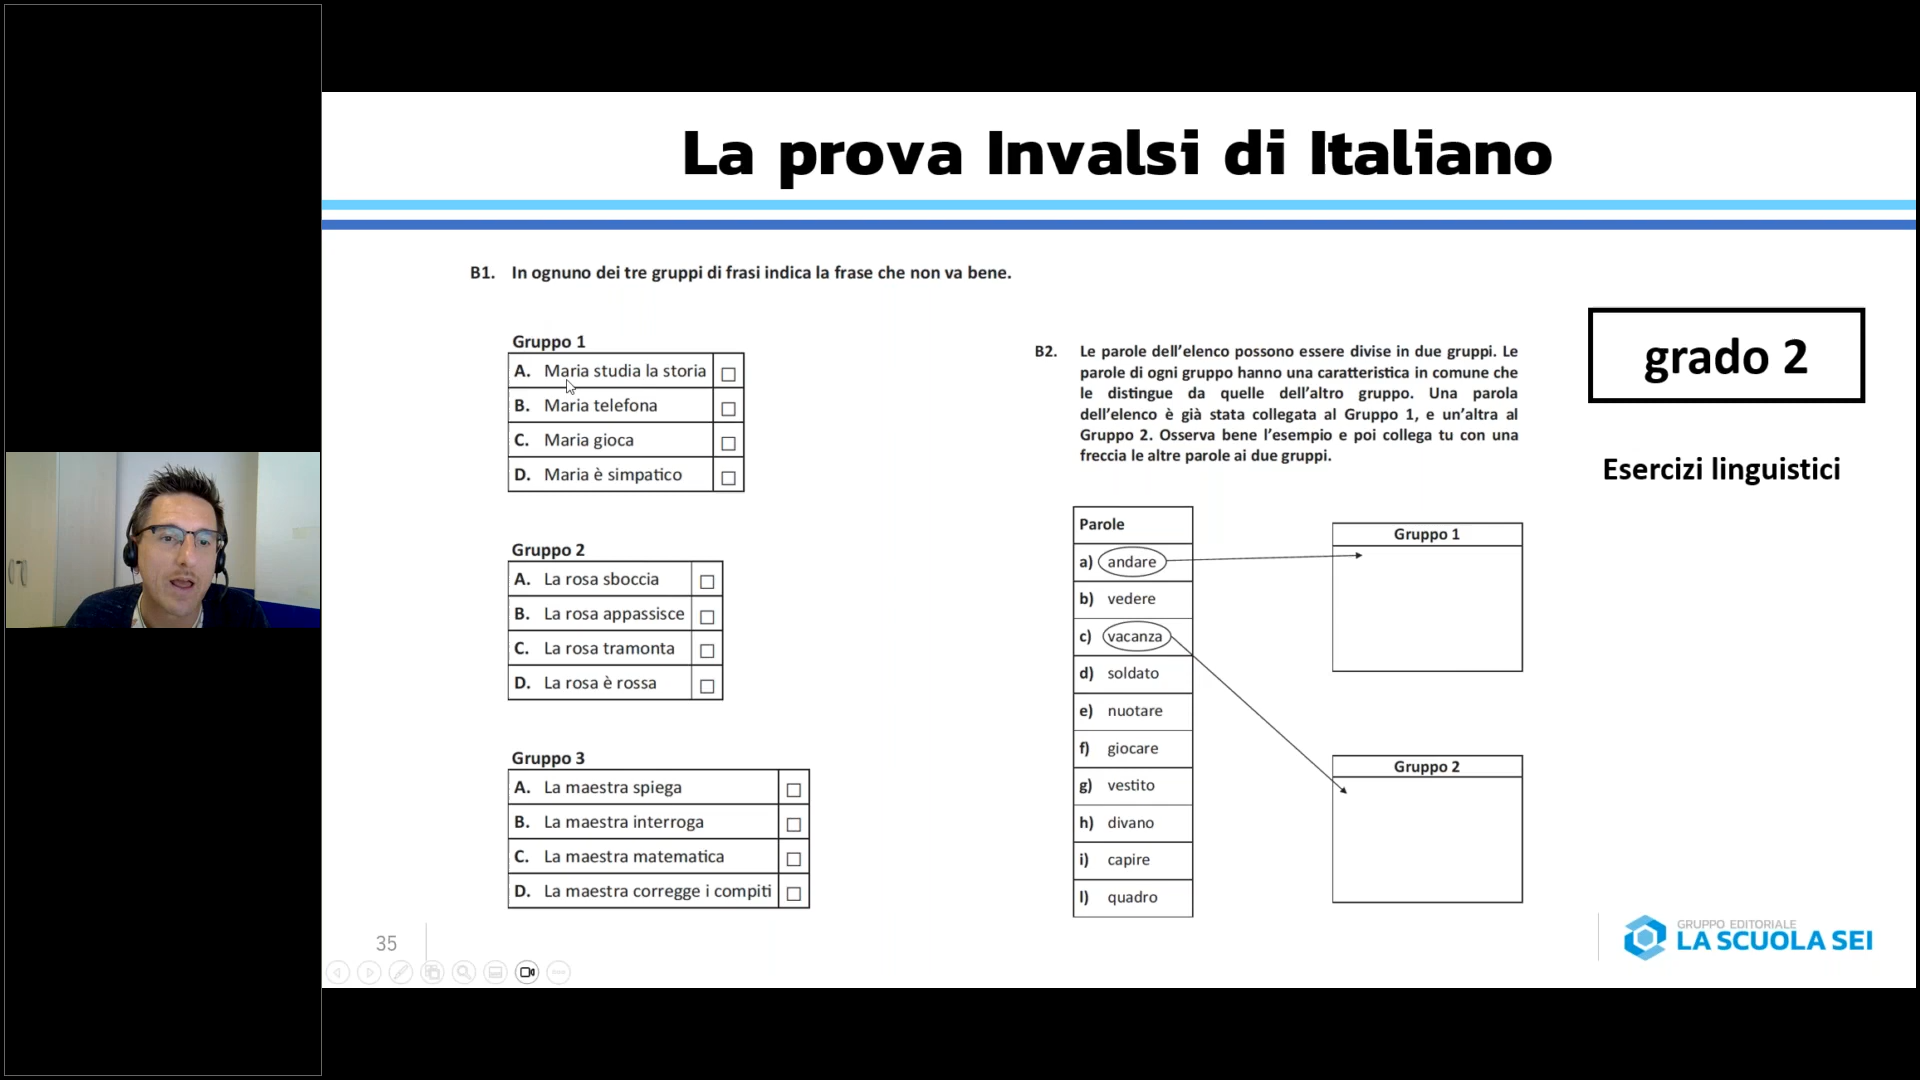 La prova Invalsi di Italiano
B1. In ognuno dei tre gruppi di frasi indica la frase che non va bene.
Gruppo 1
A. Maria studia la storia
B. Maria telefona
C. Maria gioca
D. Maria è simpatico
Gruppo 2
A. La rosa sboccia
B. La rosa appassisce
C. La rosa tramonta
D. La rosa è rossa
Gruppo 3
A. La maestra spiega
B. La maestra interroga
C. La maestra matematica
D. La maestra corregge i compiti
B2. Le parole dell’elenco possono essere divise in due gruppi. Le
parole di ogni gruppo hanno una caratteristica in comune che
le distingue da quelle dell’altro gruppo. Una parola
dell’elenco è già stata collegata al Gruppo 1, e un’altra al
Gruppo 2. Osserva bene l’esempio e poi collega tu con una
freccia le altre parole ai due gruppi.
Parole
a) andare
b) vedere
c) vacanza
d) soldato
e) nuotare
f) giocare
g) vestito
h) divano
i) capire
l) quadro
Gruppo 1
Gruppo 2
grado 2
Esercizi linguistici
35
GRUPPO EDITORIALE
LA SCUOLA SEI